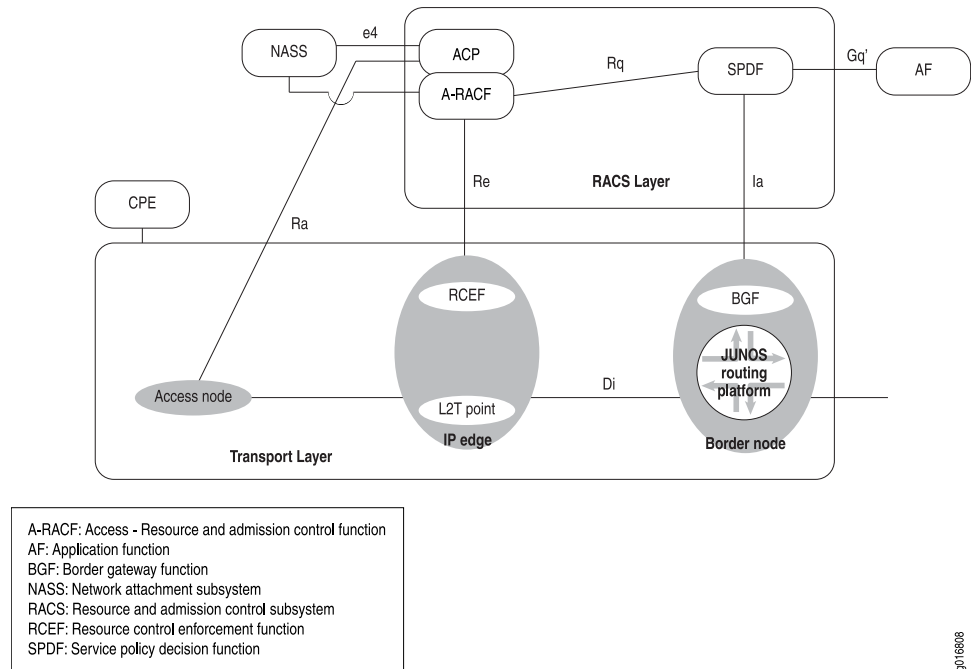 e4
NASS
ACP
A-RACF
Rq
SPDF
Gq'
AF
Re
RACS Layer
Ia
CPE
Ra
RCEF
BGF
JUNOS
routing
platform
Access node
L2T point
Di
IP edge
Border node
Transport Layer
A-RACF: Access - Resource and admission control function
AF: Application function
BGF: Border gateway function
NASS: Network attachment subsystem
RACS: Resource and admission control subsystem
RCEF: Resource control enforcement function
SPDF: Service policy decision function
g016808